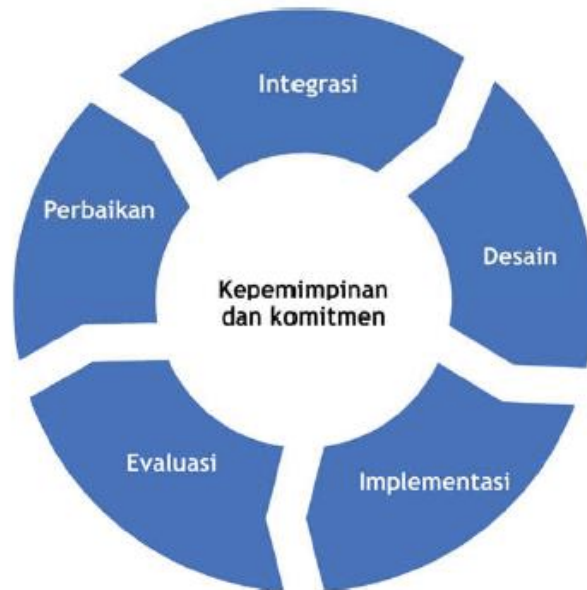 Integrasi
Desain
Implementasi
Evaluasi
Perbaikan
Kepemimpinan
dan komitmen